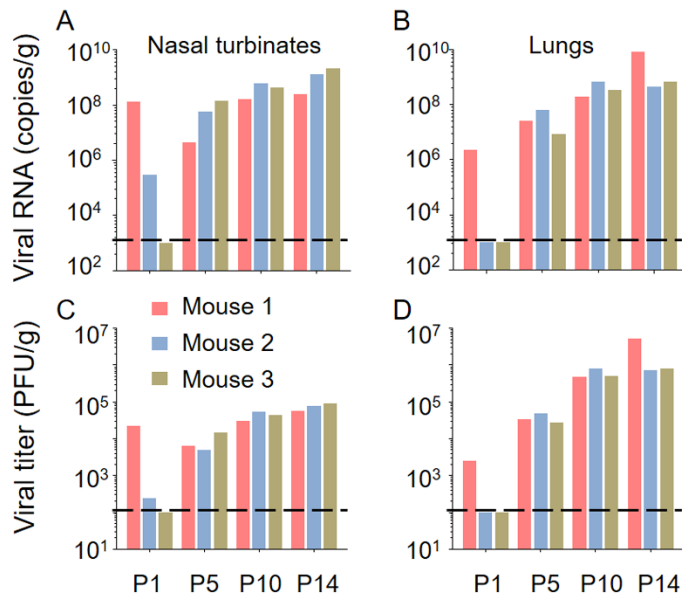 A
B
Nasal turbinates
Lungs
Viral RNA (copies/g)
10^10
10^8
10^6
10^4
10^2
10^10
10^8
10^6
10^4
10^2
C
D
Mouse 1
Mouse 2
Mouse 3
Viral titer (PFU/g)
10^7
10^5
10^3
10^1
10^7
10^5
10^3
10^1
P1 P5 P10 P14
P1 P5 P10 P14